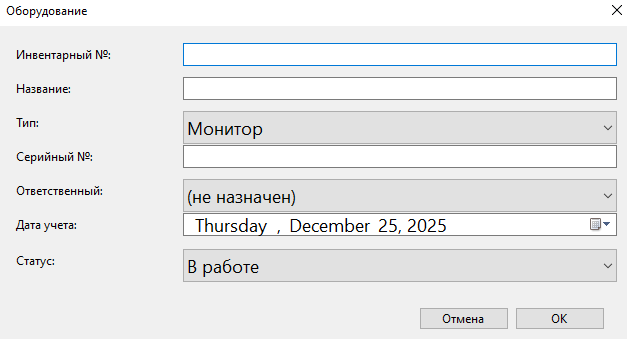 Оборудование
Инвентарный №:
Название:
Тип: Монитор
Серийный №:
Ответственный: (не назначен)
Дата учета: Thursday , December 25, 2025
Статус: В работе
Отмена OK